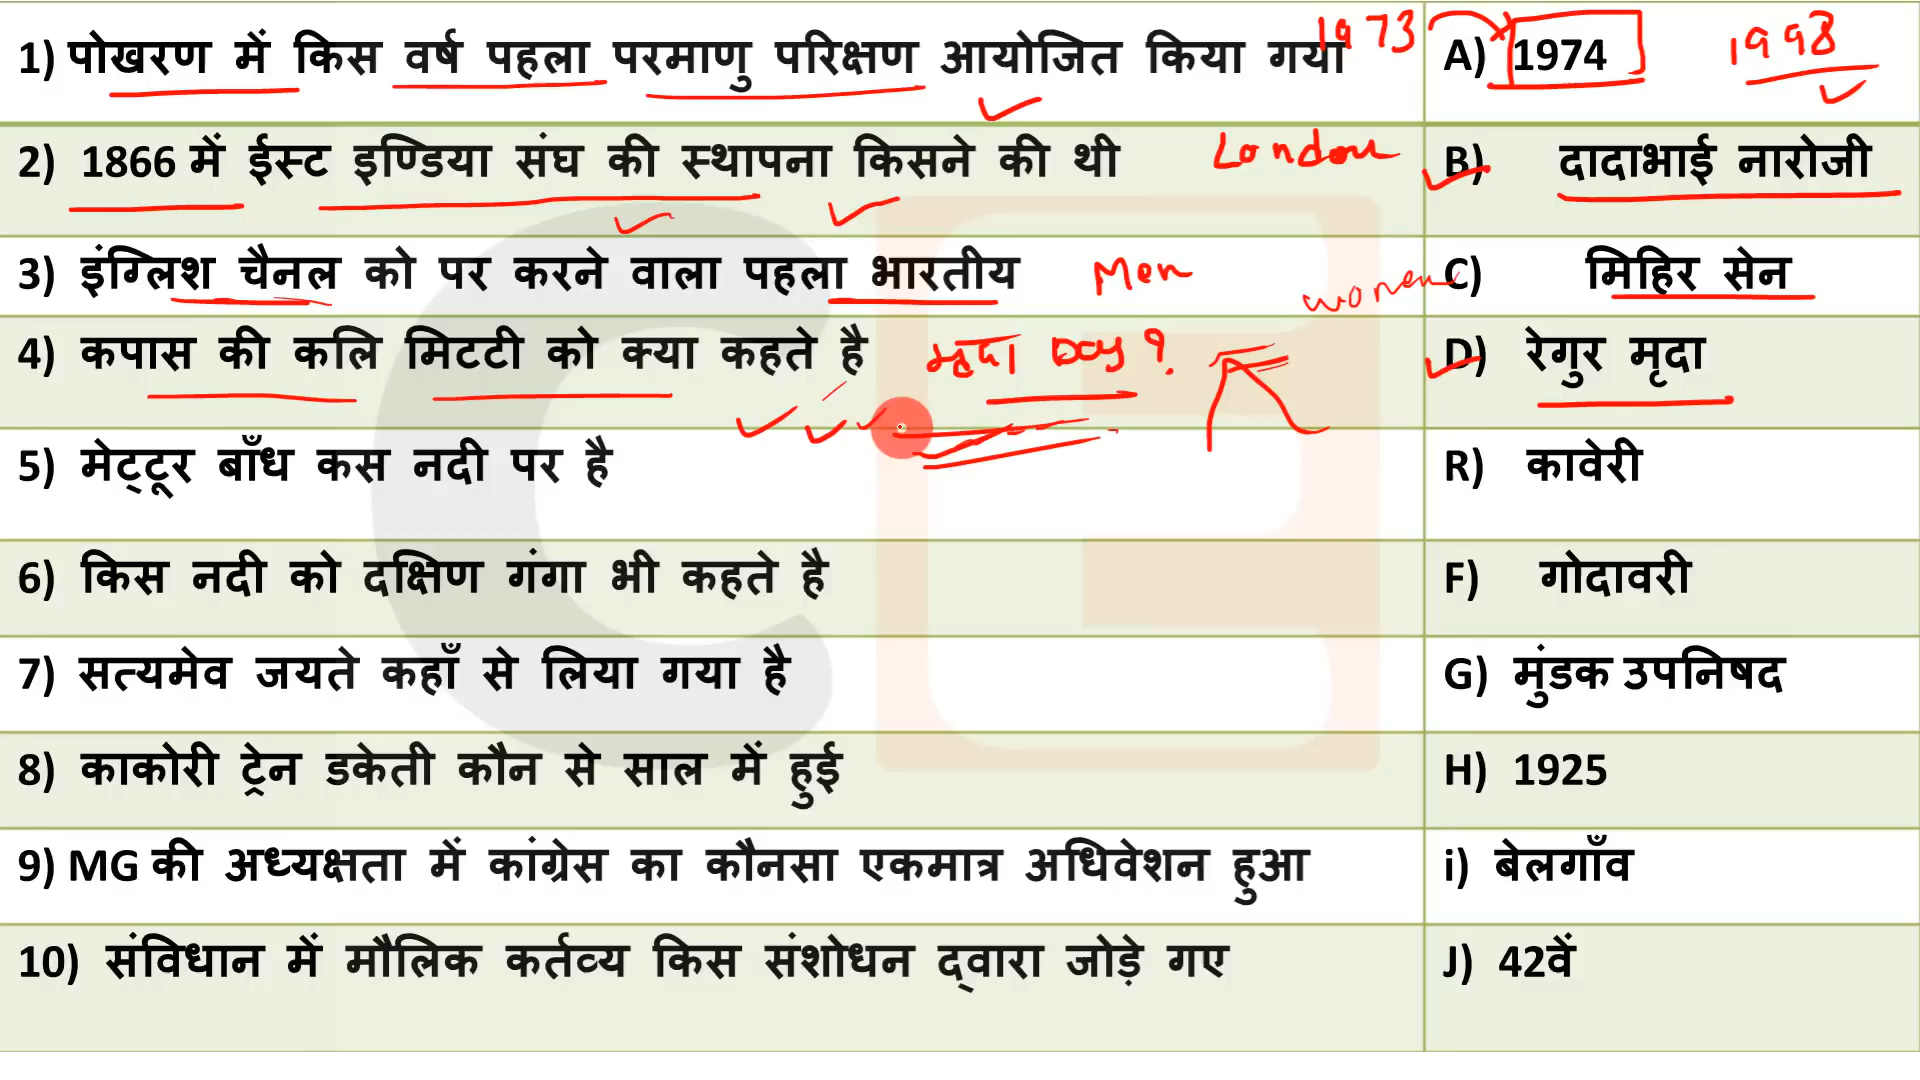 1) पोखरण में किस वर्ष पहला परमाणु परिक्षण आयोजित किया गया 1973 A) 1974 1998
2) 1866 में ईस्ट इण्डिया संघ की स्थापना किसने की थी London B) दादाभाई नारोजी
3) इंग्लिश चैनल को पर करने वाला पहला भारतीय Men women C) मिहिर सेन
4) कपास की कलि मिटटी को क्या कहते है मृदा Day ? D) रेगुर मृदा
5) मेट्टूर बाँध कस नदी पर है R) कावेरी
6) किस नदी को दक्षिण गंगा भी कहते है F) गोदावरी
7) सत्यमेव जयते कहाँ से लिया गया है G) मुंडक उपनिषद
8) काकोरी ट्रेन डकेती कौन से साल में हुई H) 1925
9) MG की अध्यक्षता में कांग्रेस का कौनसा एकमात्र अधिवेशन हुआ i) बेलगाँव
10) संविधान में मौलिक कर्तव्य किस संशोधन द्वारा जोड़े गए J) 42वें